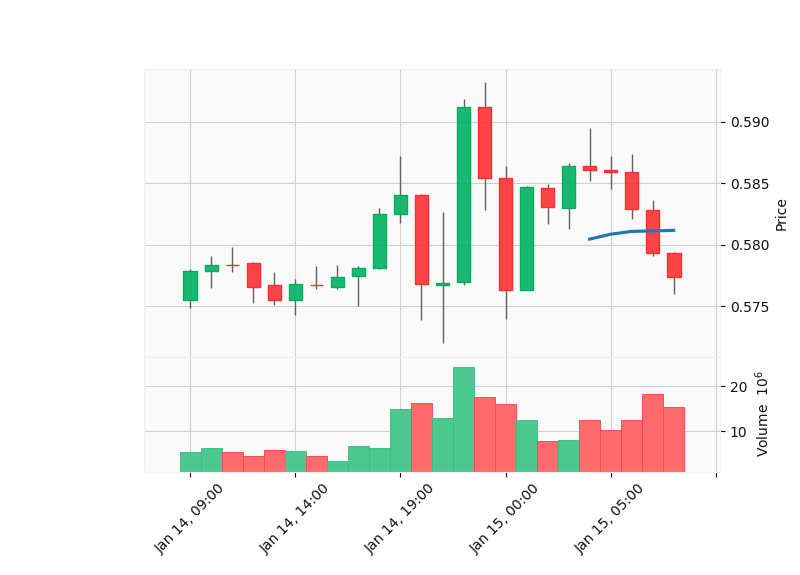 0.590
0.585
0.580
0.575
Price
20
10
Volume 10^6
Jan 14, 09:00
Jan 14, 14:00
Jan 14, 19:00
Jan 15, 00:00
Jan 15, 05:00